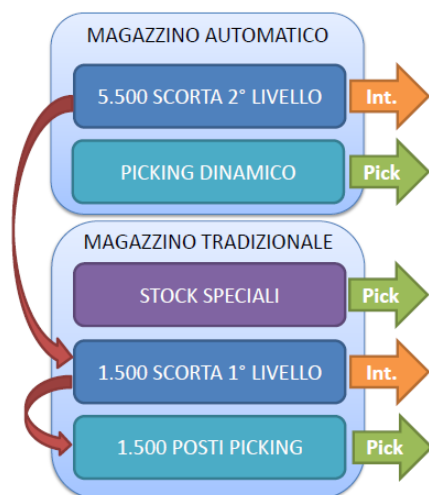 MAGAZZINO AUTOMATICO
5.500 SCORTA 2° LIVELLO
Int.
PICKING DINAMICO
Pick
MAGAZZINO TRADIZIONALE
STOCK SPECIALI
Pick
1.500 SCORTA 1° LIVELLO
Int.
1.500 POSTI PICKING
Pick